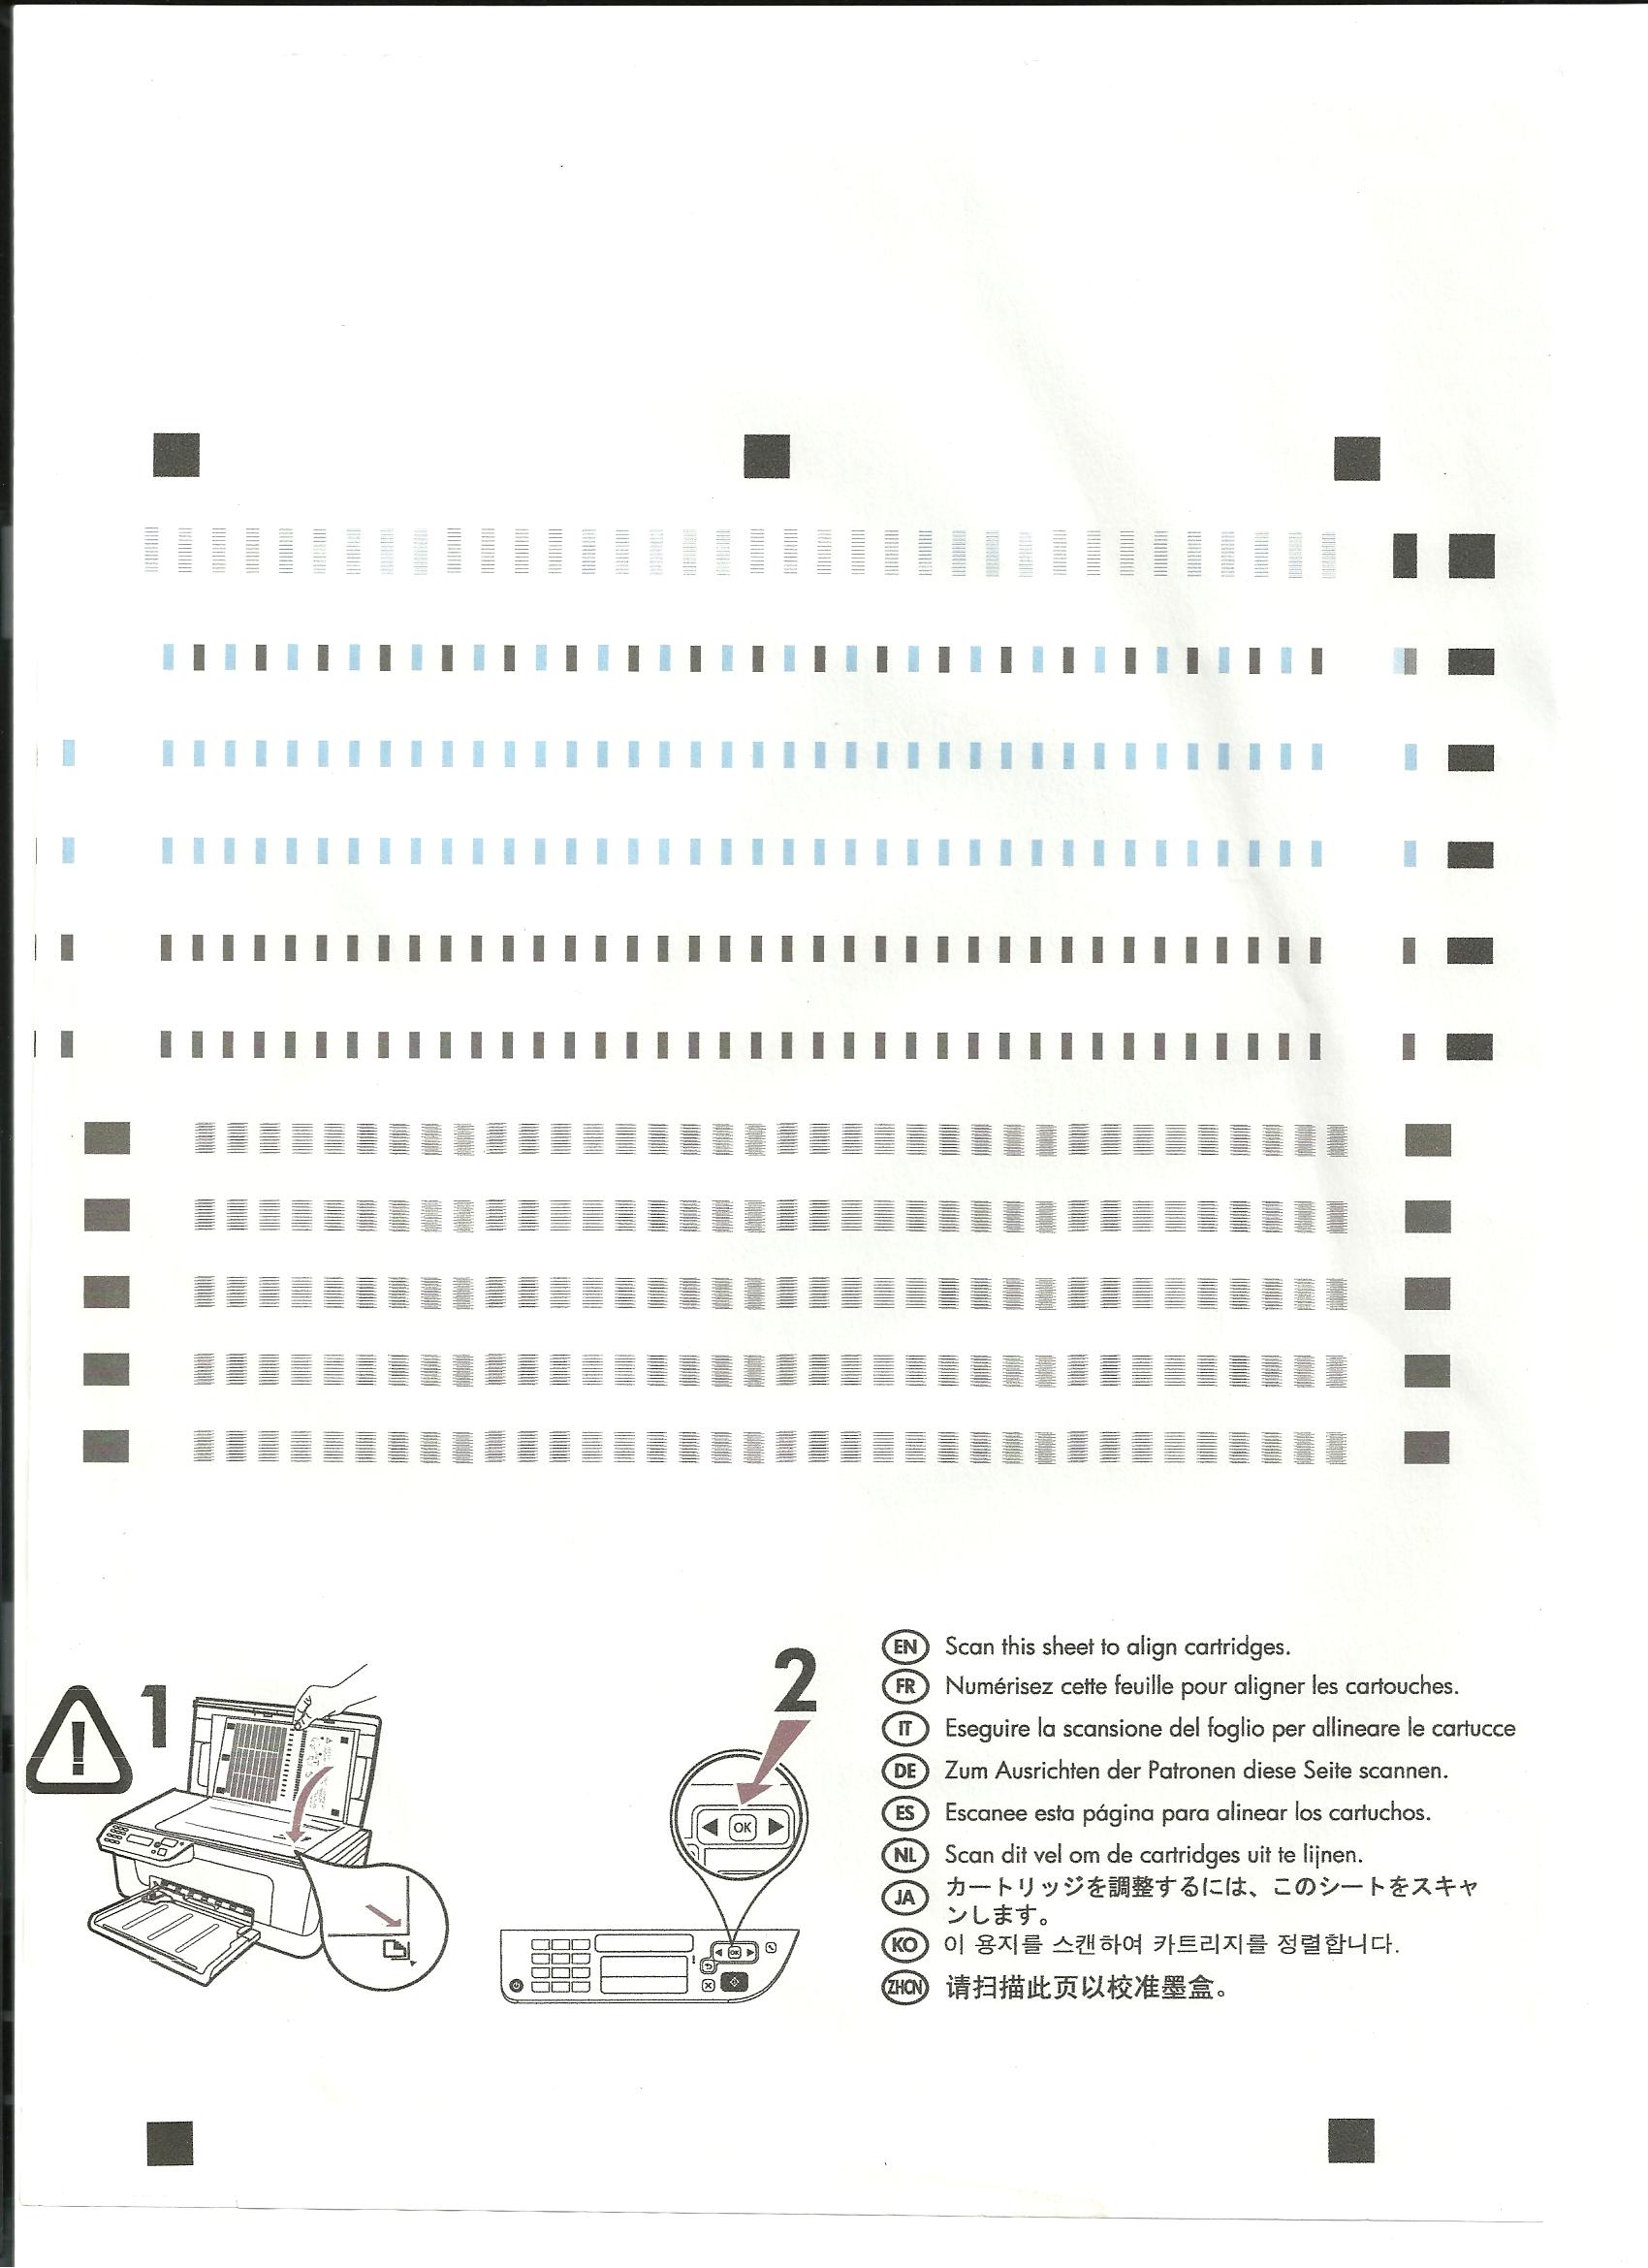 1
2
OK
OK
EN Scan this sheet to align cartridges.
FR Numérisez cette feuille pour aligner les cartouches.
IT Eseguire la scansione del foglio per allineare le cartucce
DE Zum Ausrichten der Patronen diese Seite scannen.
ES Escanee esta página para alinear los cartuchos.
NL Scan dit vel om de cartridges uit te lijnen.
JA カートリッジを調整するには、このシートをスキャ
ンします。
KO 이 용지를 스캔하여 카트리지를 정렬합니다.
ZHCN 请扫描此页以校准墨盒。